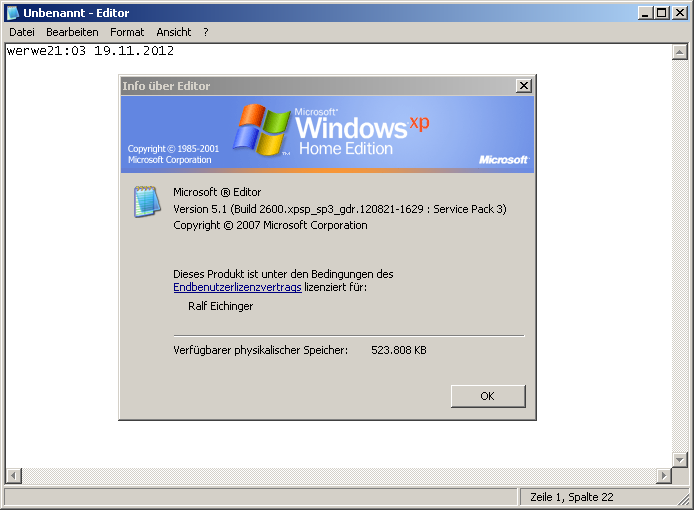 Unbenannt - Editor
Datei Bearbeiten Format Ansicht ?
werwe21:03 19.11.2012
Info über Editor
Copyright © 1985-2001
Microsoft Corporation
Microsoft®
Windows xp
Home Edition
Microsoft
Microsoft ® Editor
Version 5.1 (Build 2600.xpsp_sp3_gdr.120821-1629 : Service Pack 3)
Copyright © 2007 Microsoft Corporation
Dieses Produkt ist unter den Bedingungen des
Endbenutzerlizenzvertrags lizenziert für:
Ralf Eichinger
Verfügbarer physikalischer Speicher: 523.808 KB
OK
Zeile 1, Spalte 22